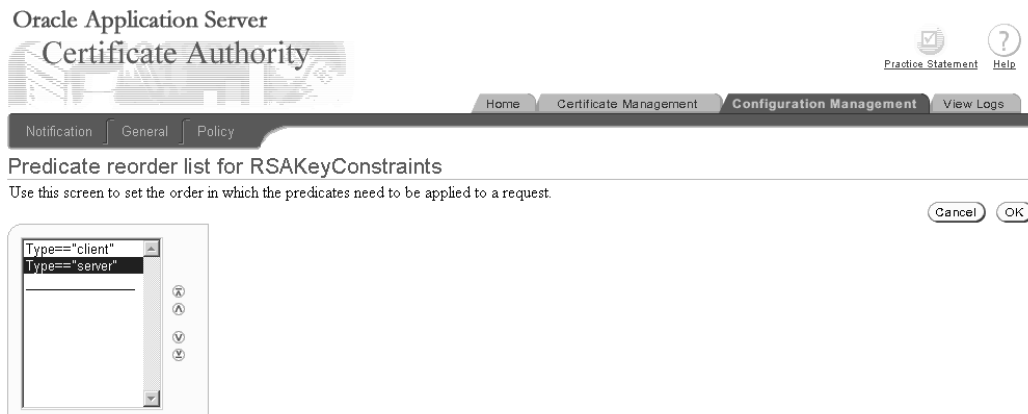 Oracle Application Server
Certificate Authority
Practice Statement Help
Home Certificate Management Configuration Management View Logs
Notification General Policy
Predicate reorder list for RSAKeyConstraints
Use this screen to set the order in which the predicates need to be applied to a request.
Cancel OK
Type=="client"
Type=="server"